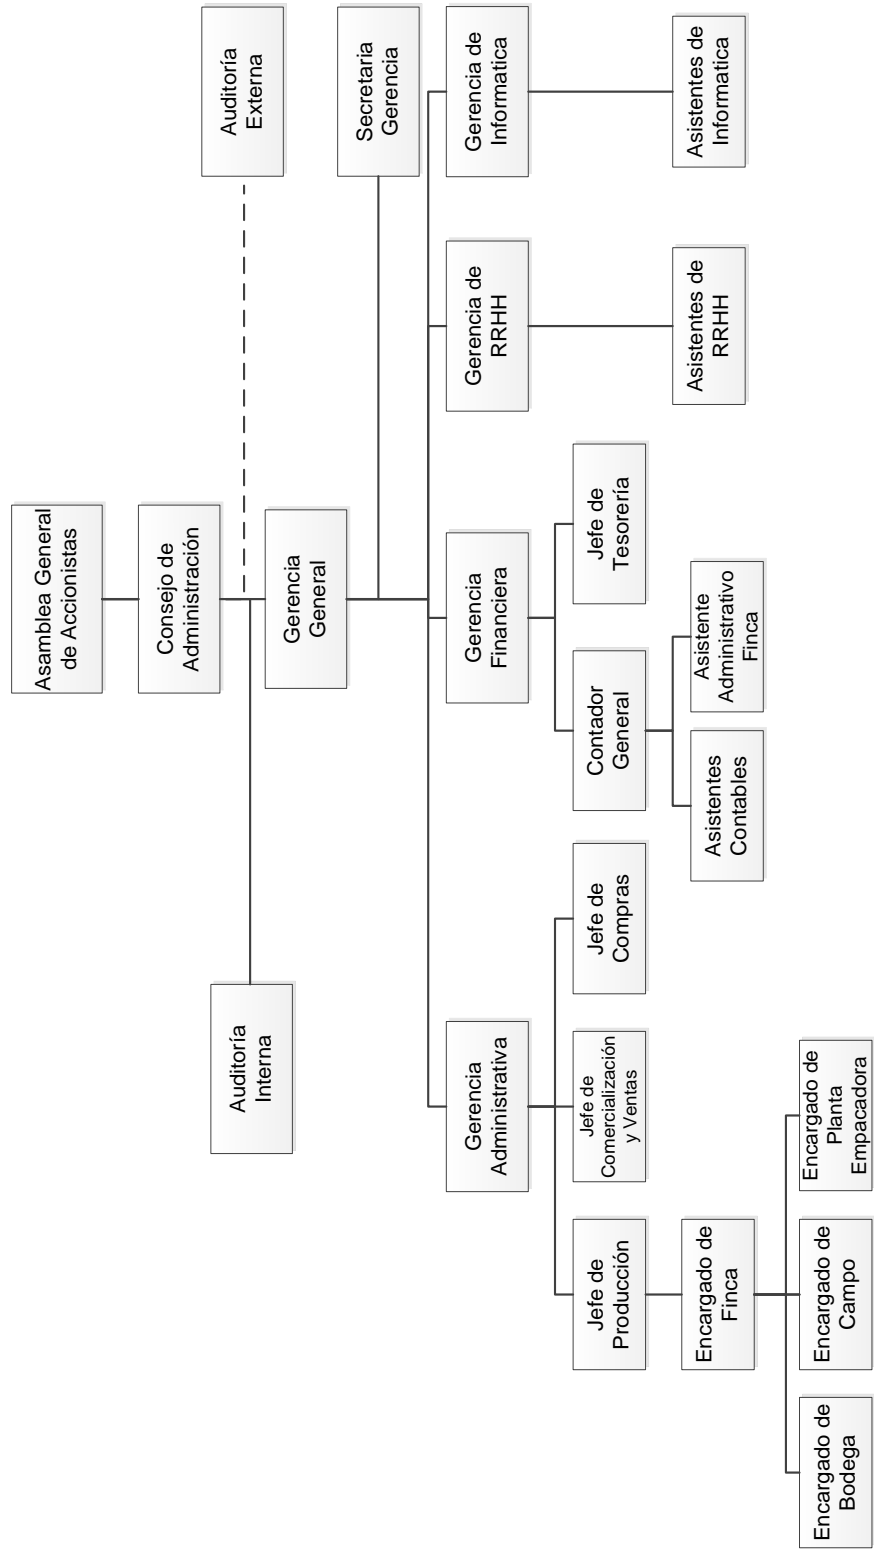 Asamblea General
de Accionistas
Consejo de
Administración
Auditoría
Externa
Auditoría
Interna
Gerencia
General
Secretaria
Gerencia
Gerencia
Administrativa
Gerencia
Financiera
Gerencia de
RRHH
Gerencia de
Informatica
Jefe de
Producción
Jefe de
Comercialización
y Ventas
Jefe de
Compras
Contador
General
Jefe de
Tesorería
Asistentes de
RRHH
Asistentes de
Informatica
Encargado de
Finca
Asistentes
Contables
Asistente
Administrativo
Finca
Encargado de
Bodega
Encargado de
Campo
Encargado de
Planta
Empacadora